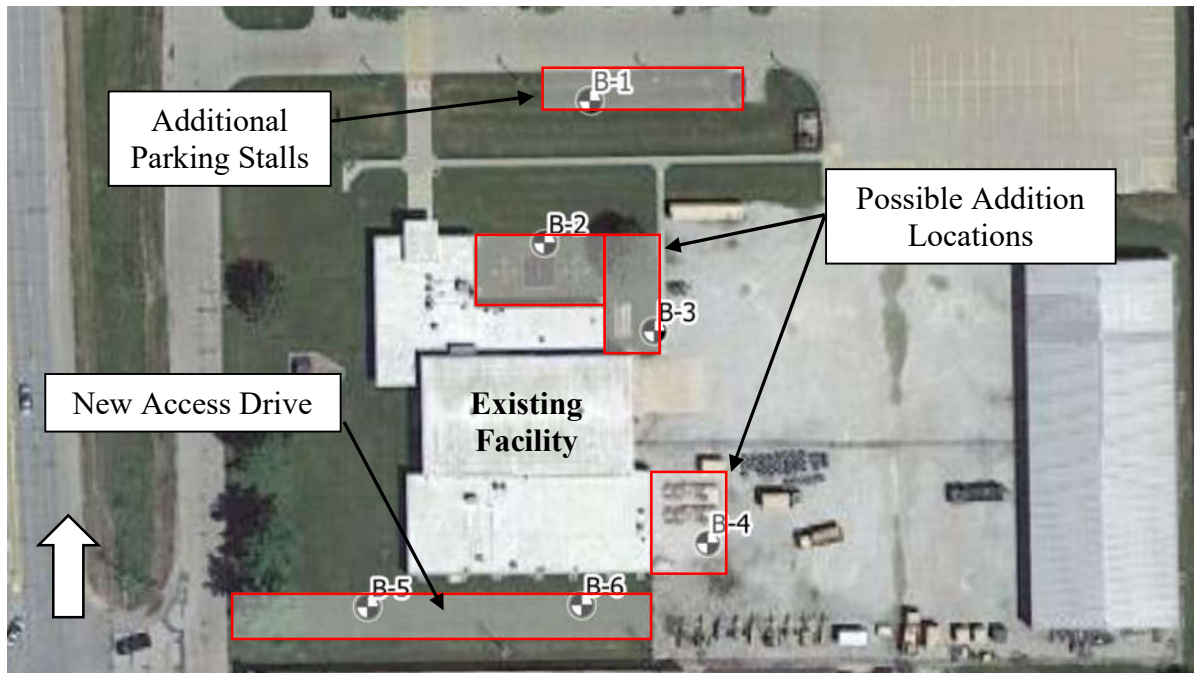 B-1
Additional
Parking Stalls
Possible Addition
Locations
B-2
B-3
New Access Drive
Existing
Facility
B-4
B-5
B-6